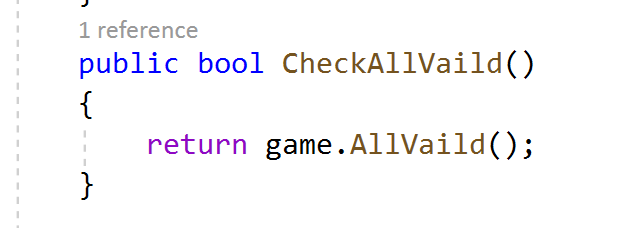 }
1 reference
public bool CheckAllVaild()
{
return game.AllVaild();
}